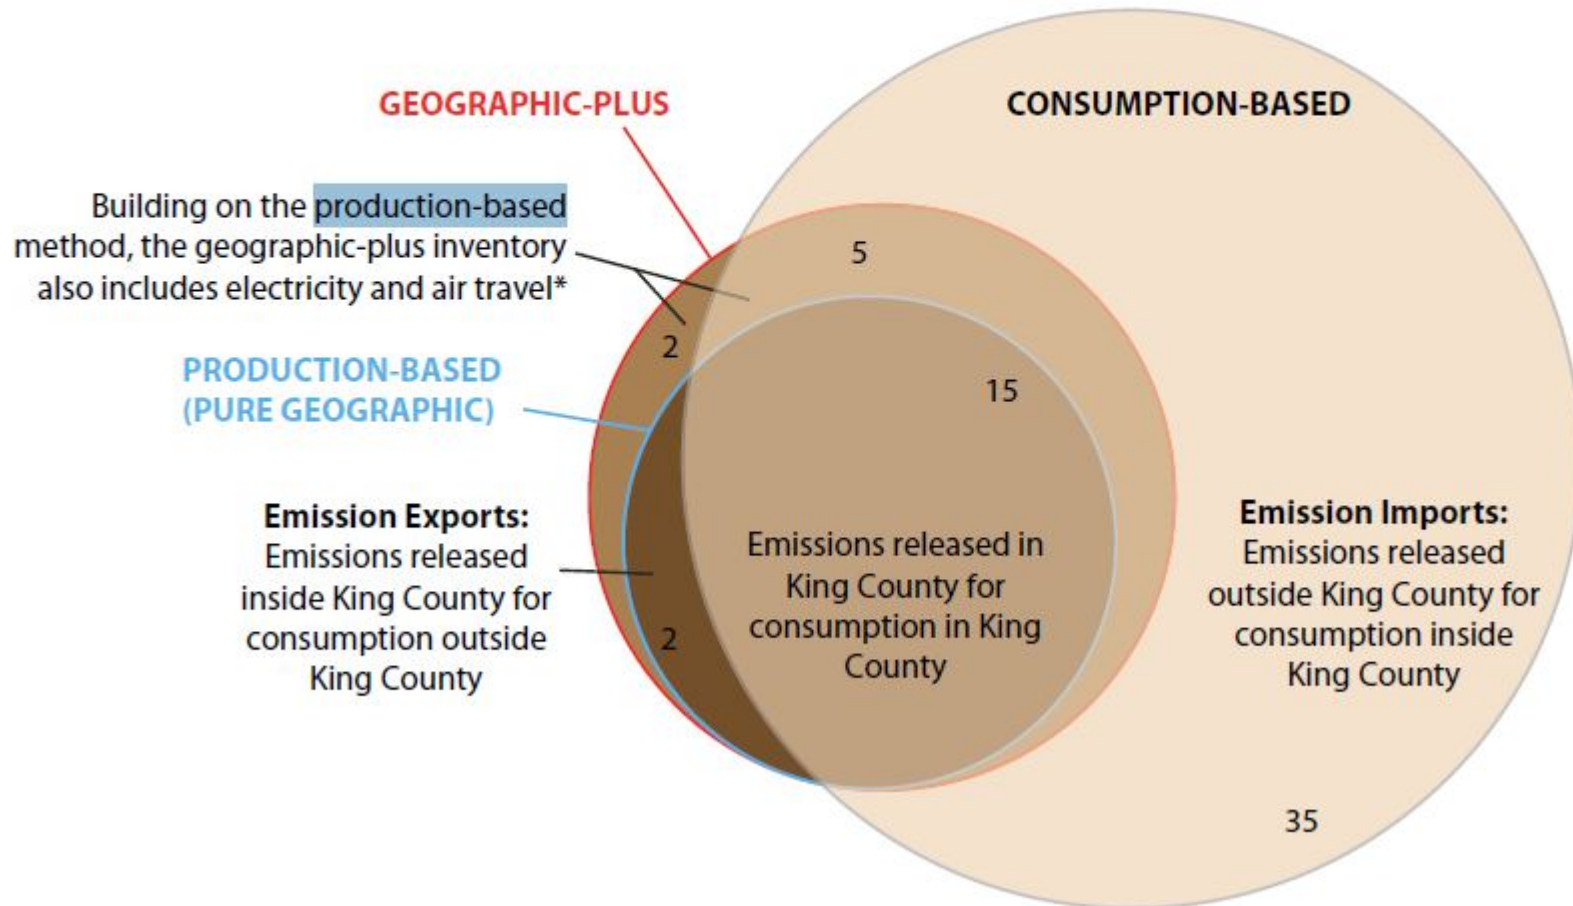 GEOGRAPHIC-PLUS
CONSUMPTION-BASED
Building on the production-based
method, the geographic-plus inventory
also includes electricity and air travel*
5
2
PRODUCTION-BASED
(PURE GEOGRAPHIC)
15
Emission Exports:
Emissions released
inside King County for
consumption outside
King County
2
Emissions released in
King County for
consumption in King
County
Emission Imports:
Emissions released
outside King County for
consumption inside
King County
35